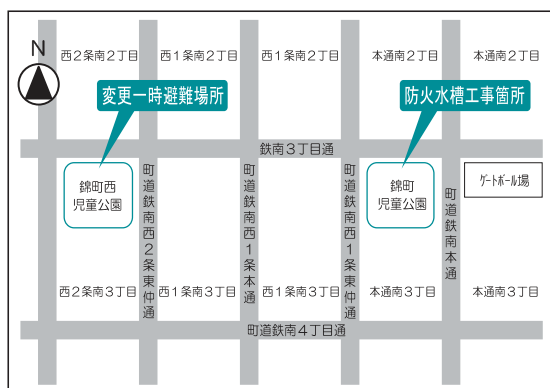 N
西2条南2丁目
西1条南2丁目
西1条南2丁目
本通南2丁目
本通南2丁目
変更一時避難場所
防火水槽工事箇所
鉄南3丁目通
錦町西
児童公園
錦町
児童公園
ゲートボール場
町道鉄南西2条東仲通
町道鉄南西1条本通
町道鉄南西1条東仲通
町道鉄南本通
西2条南3丁目
西1条南3丁目
西1条南3丁目
本通南3丁目
本通南3丁目
町道鉄南4丁目通